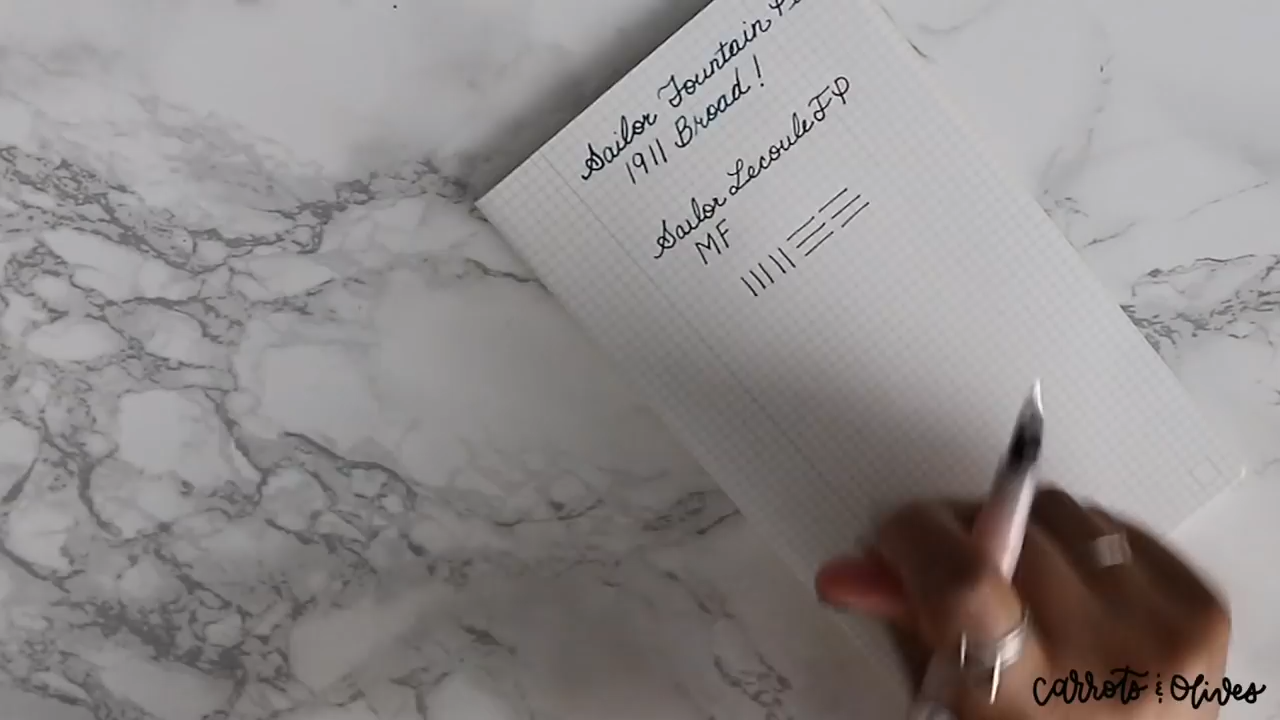 Sailor Fountain
1911 Broad!
Sailor Lecoule FP
MF
carrots & Olives